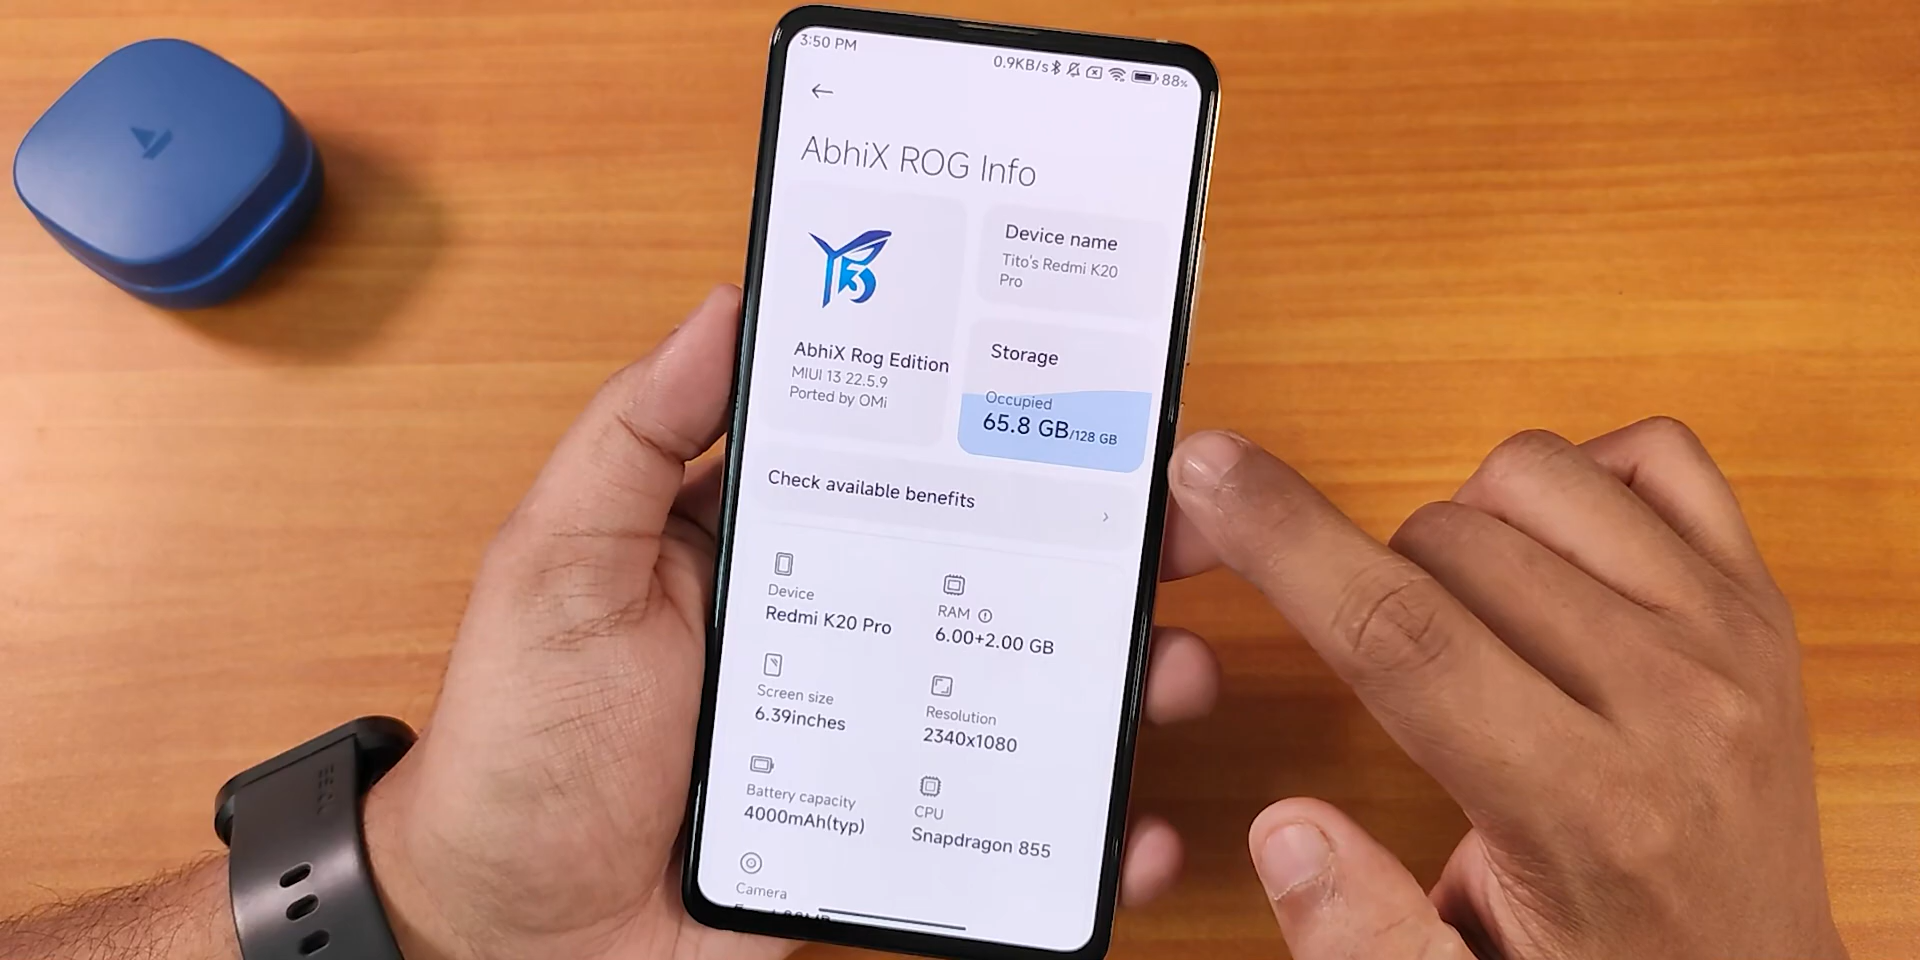 3:50 PM
0.9KB/s 88%
AbhiX ROG Info
Device name
Tito's Redmi K20
Pro
AbhiX Rog Edition
MIUI 13 22.5.9
Ported by OMi
Storage
Occupied
65.8 GB/128 GB
Check available benefits
Device
Redmi K20 Pro
RAM
6.00+2.00 GB
Screen size
6.39inches
Resolution
2340x1080
Battery capacity
4000mAh(typ)
CPU
Snapdragon 855
Camera